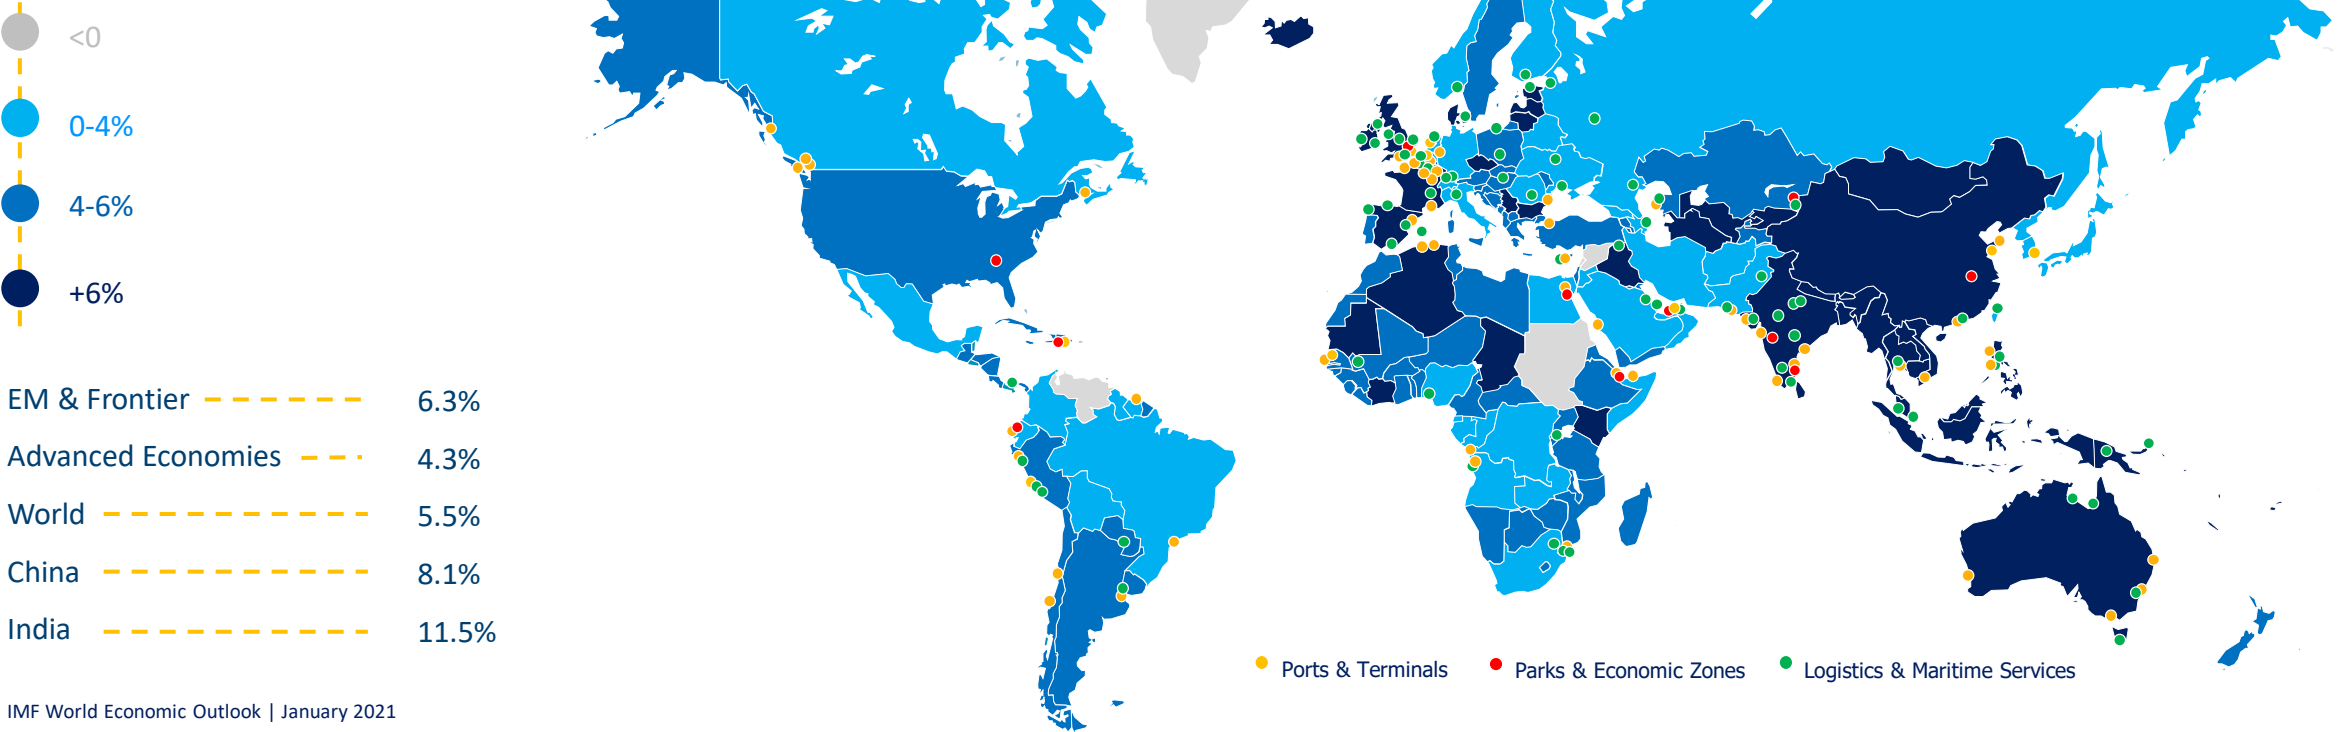 <0
0-4%
4-6%
+6%
EM & Frontier 6.3%
Advanced Economies 4.3%
World 5.5%
China 8.1%
India 11.5%
Ports & Terminals Parks & Economic Zones Logistics & Maritime Services
IMF World Economic Outlook | January 2021